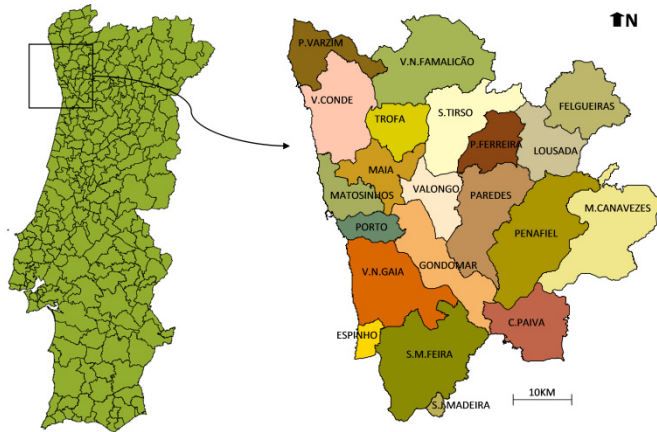 N
P.VARZIM
V.N.FAMALICÃO
V.CONDE
FELGUEIRAS
TROFA
S.TIRSO
P.FERREIRA
LOUSADA
MAIA
VALONGO
PAREDES
MATOSINHOS
M.CANAVEZES
PORTO
PENAFIEL
V.N.GAIA
GONDOMAR
C.PAIVA
ESPINHO
S.M.FEIRA
S.J.MADEIRA
10KM